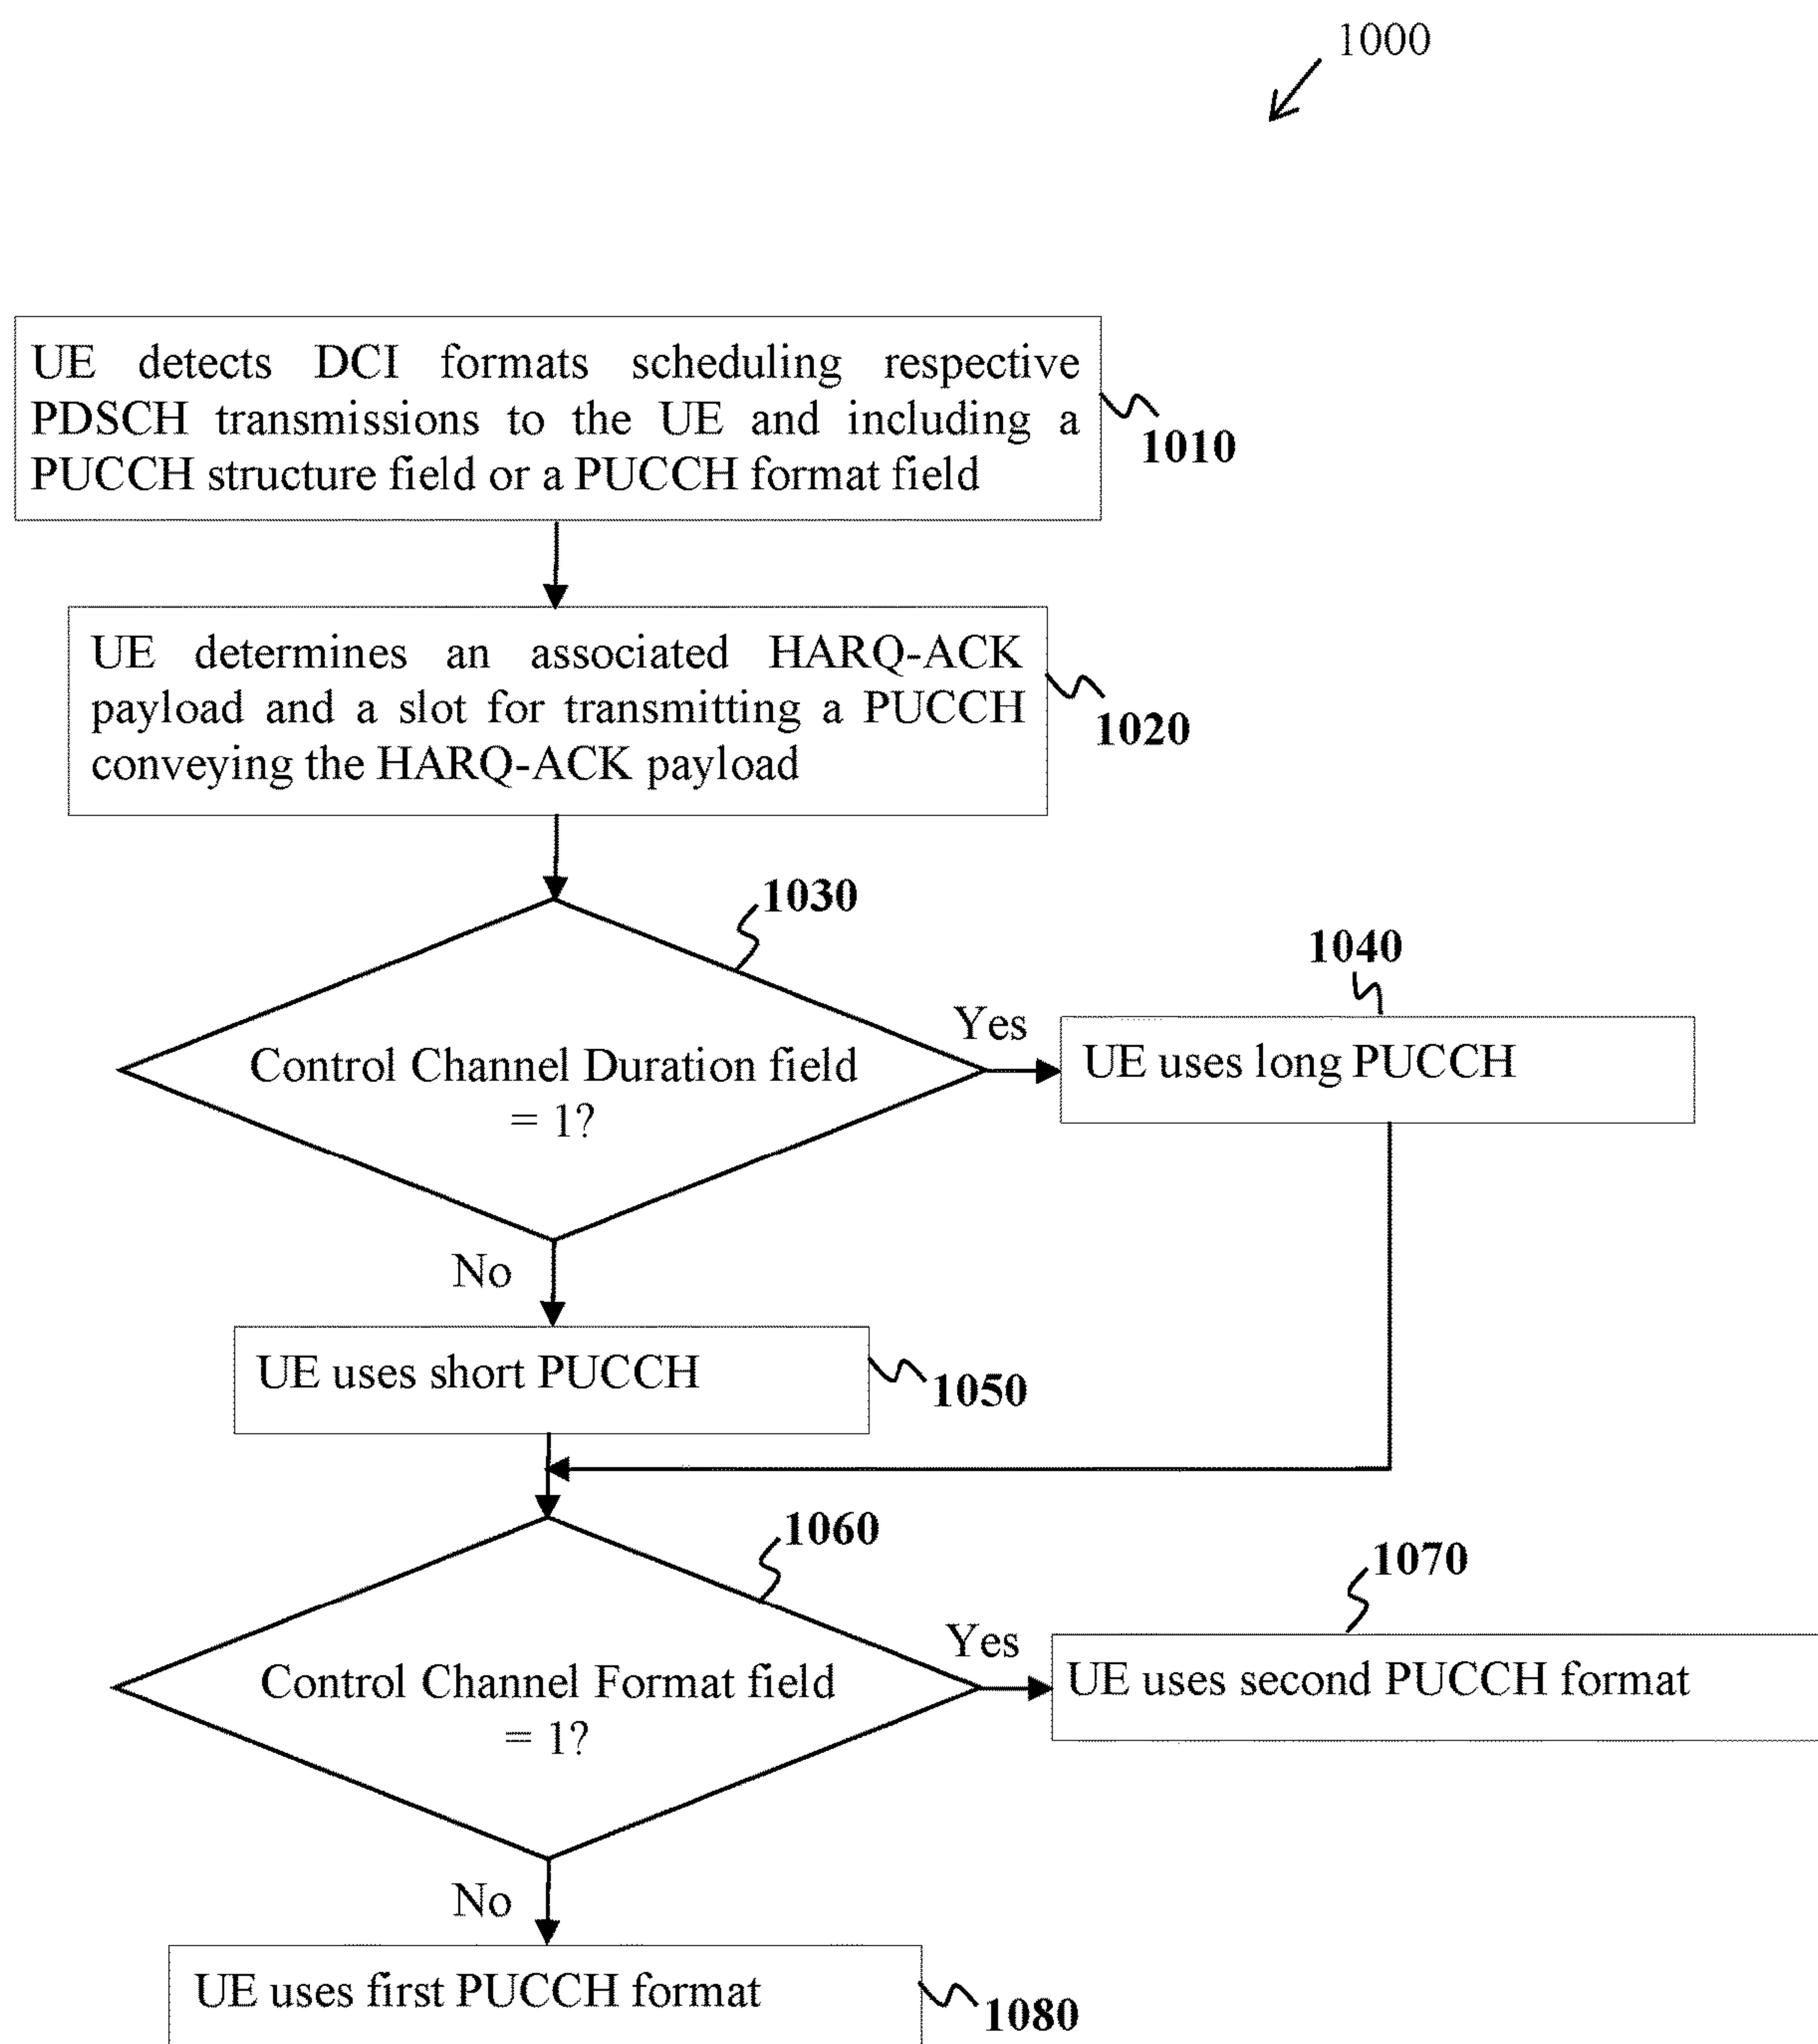 1000
UE detects DCI formats scheduling respective
PDSCH transmissions to the UE and including a
PUCCH structure field or a PUCCH format field
1010
UE determines an associated HARQ-ACK
payload and a slot for transmitting a PUCCH
conveying the HARQ-ACK payload
1020
1030
Control Channel Duration field
= 1?
Yes
1040
UE uses long PUCCH
No
UE uses short PUCCH
1050
1060
Control Channel Format field
= 1?
Yes
1070
UE uses second PUCCH format
No
UE uses first PUCCH format
1080